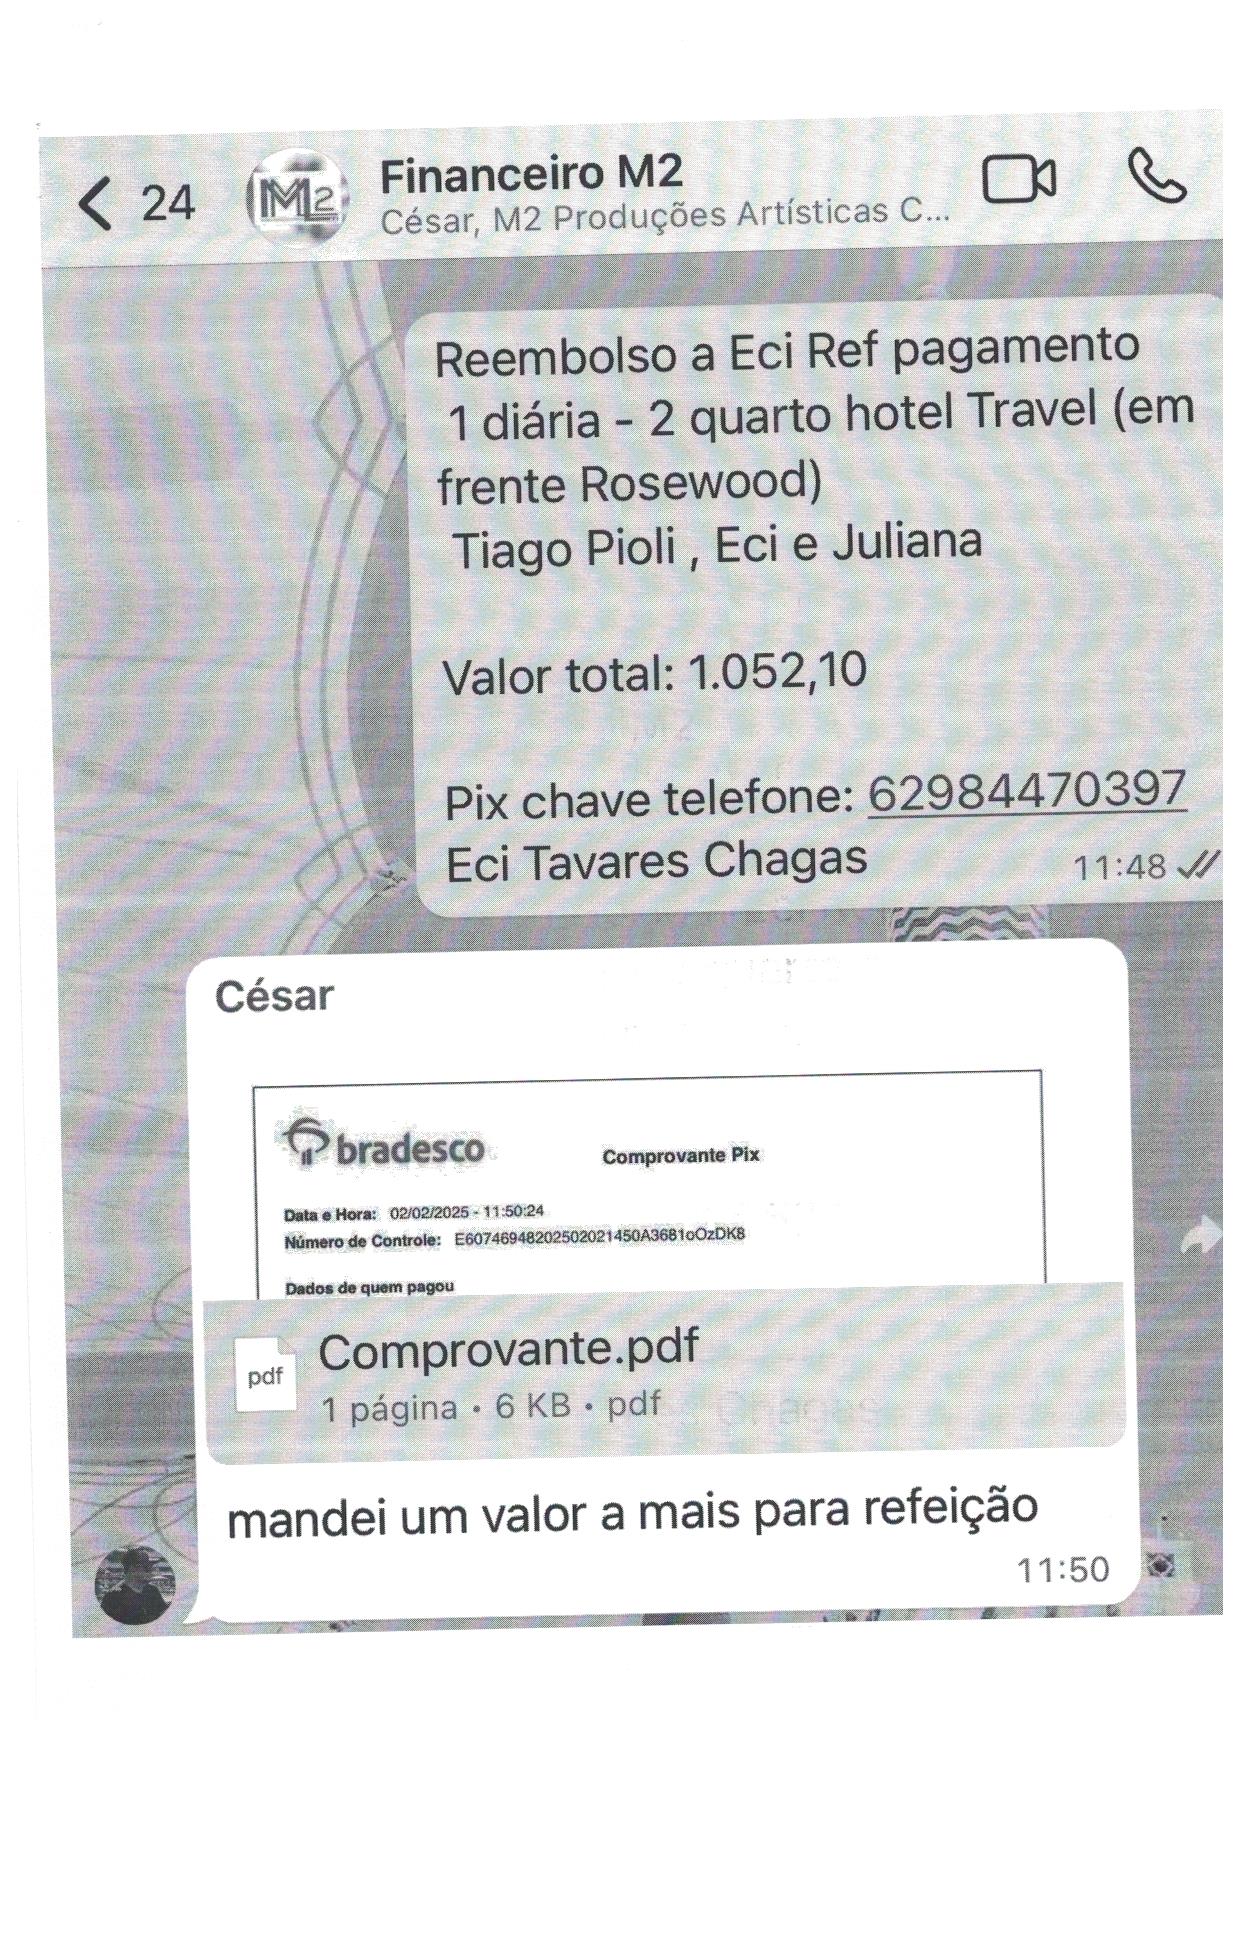 24
M2
Financeiro M2
César, M2 Produções Artísticas C...
Reembolso a Eci Ref pagamento
1 diária - 2 quarto hotel Travel (em
frente Rosewood)
Tiago Pioli , Eci e Juliana
Valor total: 1.052,10
Pix chave telefone: 62984470397
Eci Tavares Chagas
11:48
César
bradesco
Comprovante Pix
Data e Hora: 02/02/2025 - 11:50:24
Número de Controle: E60746948202502021450A3681oOzDK8
Dados de quem pagou
pdf
Comprovante.pdf
1 página • 6 KB • pdf
mandei um valor a mais para refeição
11:50